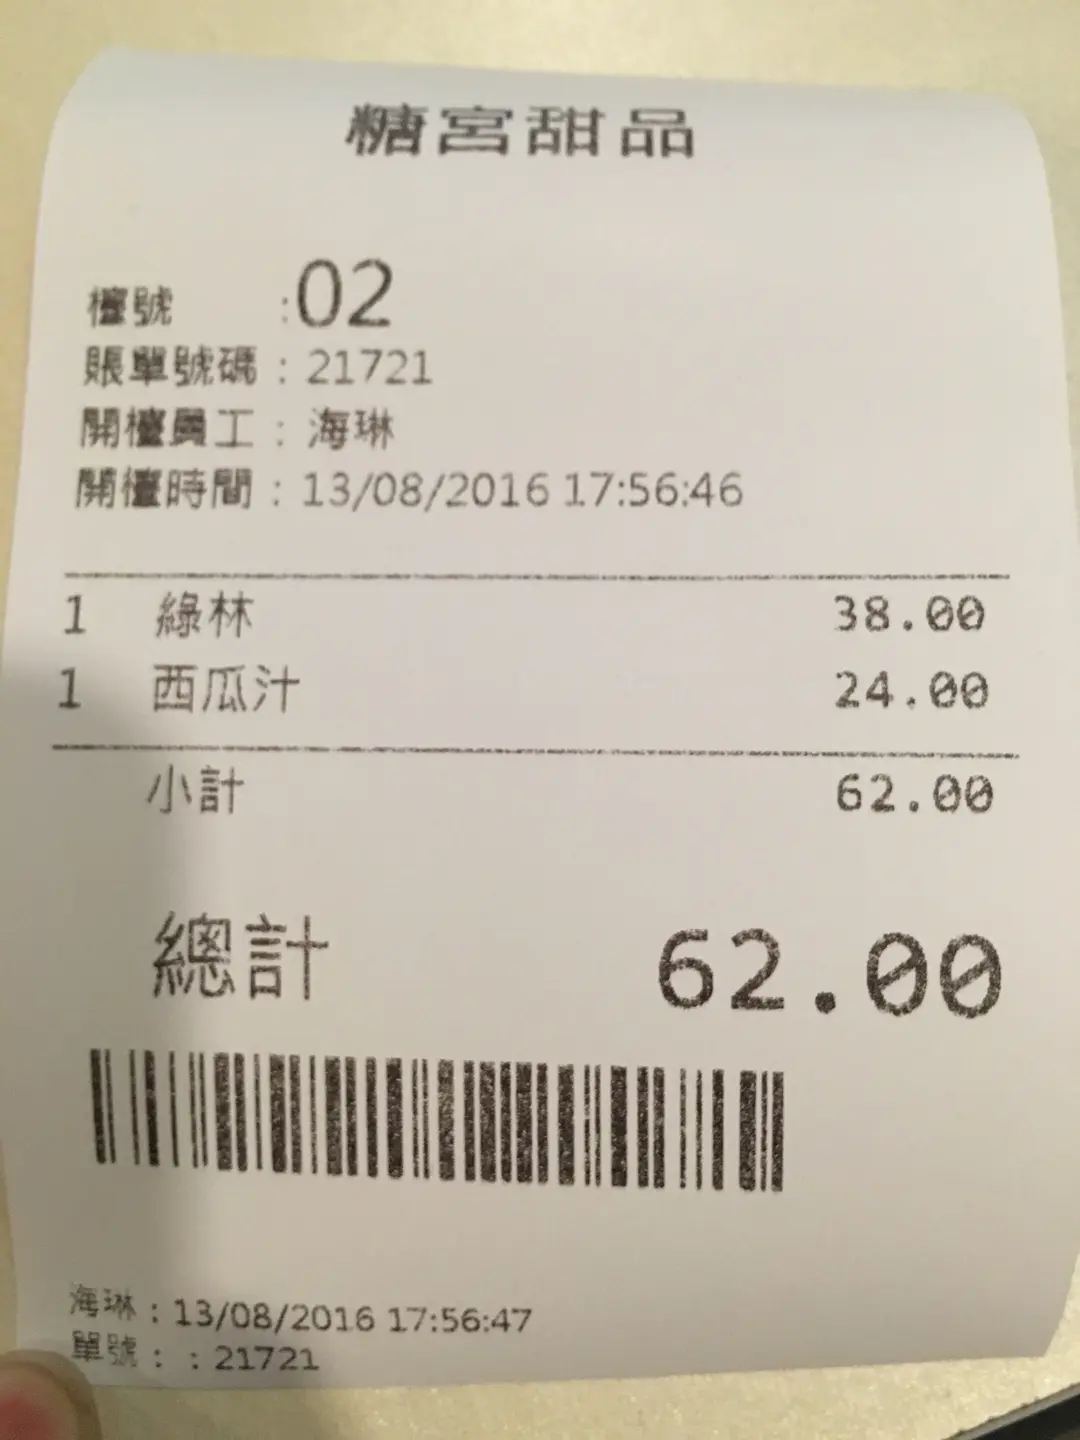 糖宮甜品
檯號 :02
賬單號碼 : 21721
開檯員工 : 海琳
開檯時間 : 13/08/2016 17:56:46
1 綠林 38.00
1 西瓜汁 24.00
小計 62.00
總計 62.00
海琳 : 13/08/2016 17:56:47
單號 : : 21721